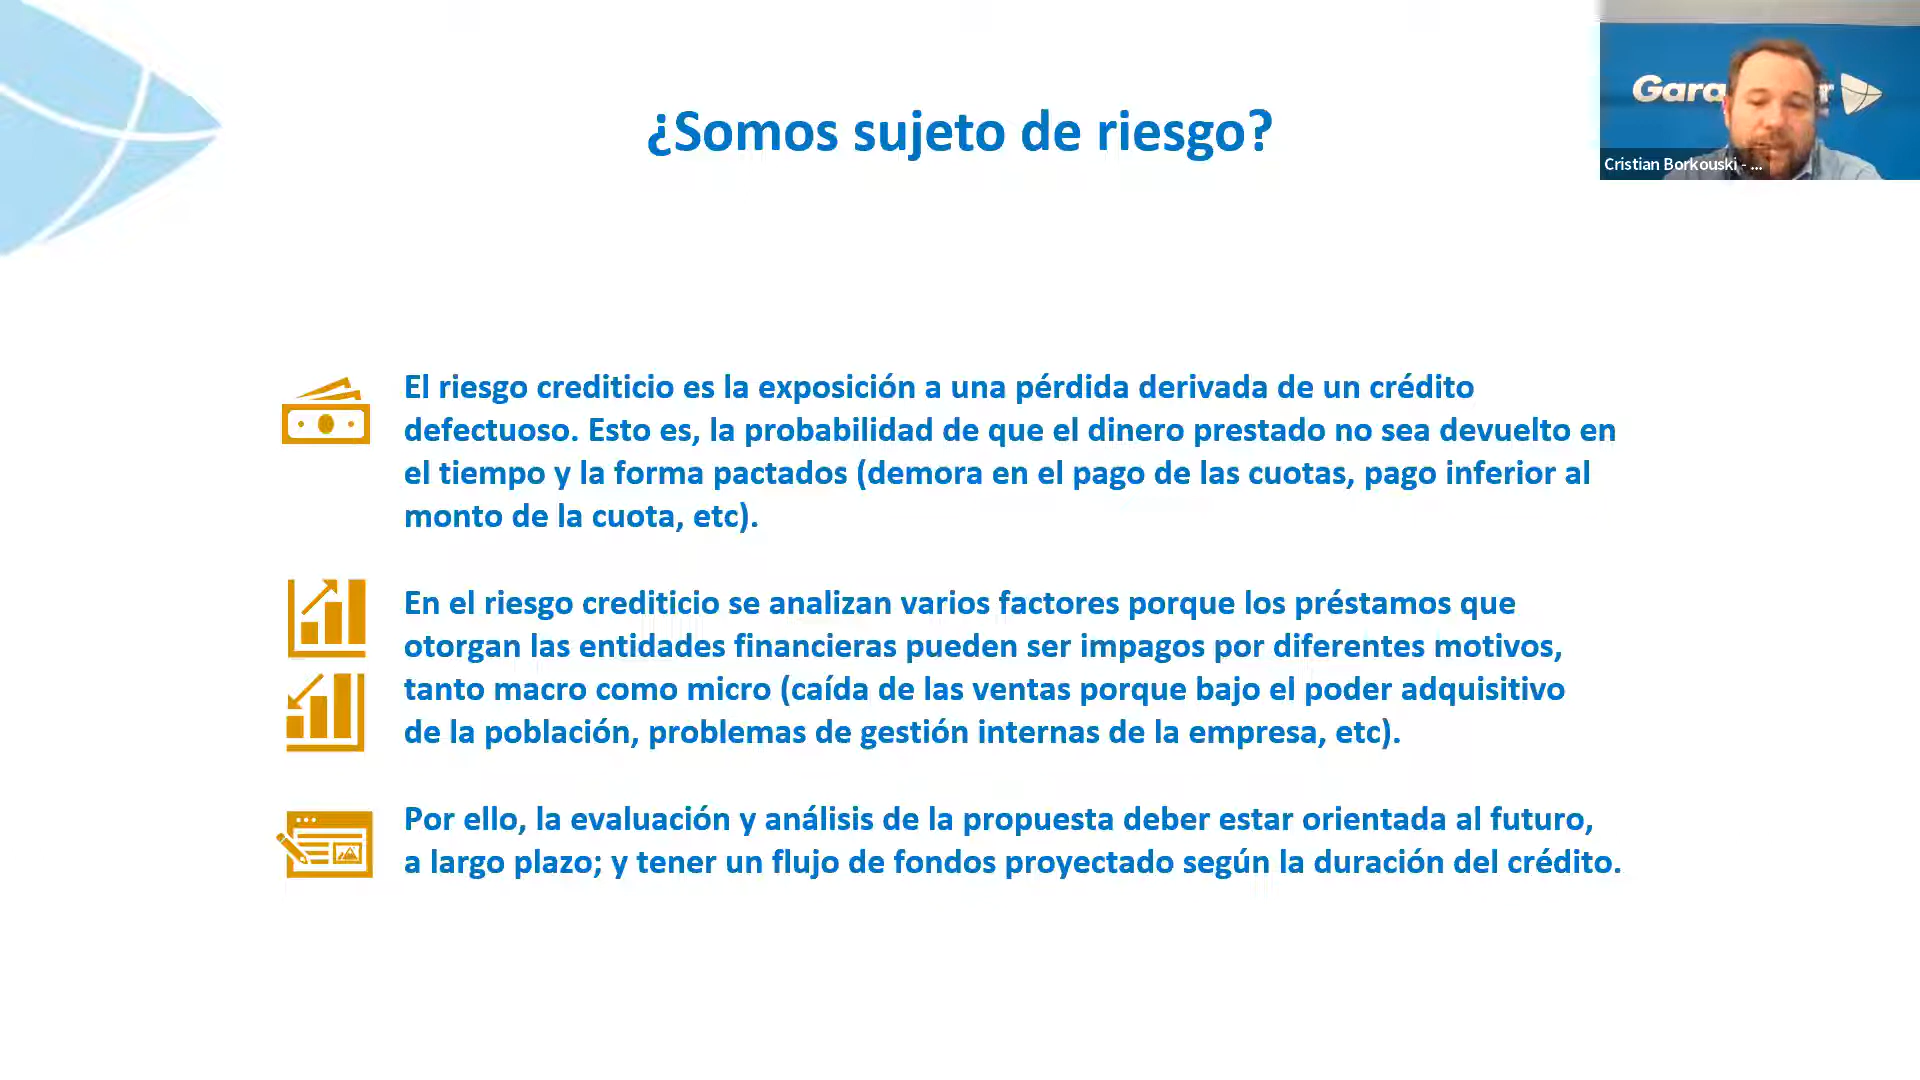 ¿Somos sujeto de riesgo?
Gara
r
Cristian Borkouski - ...
El riesgo crediticio es la exposición a una pérdida derivada de un crédito
defectuoso. Esto es, la probabilidad de que el dinero prestado no sea devuelto en
el tiempo y la forma pactados (demora en el pago de las cuotas, pago inferior al
monto de la cuota, etc).
En el riesgo crediticio se analizan varios factores porque los préstamos que
otorgan las entidades financieras pueden ser impagos por diferentes motivos,
tanto macro como micro (caída de las ventas porque bajo el poder adquisitivo
de la población, problemas de gestión internas de la empresa, etc).
Por ello, la evaluación y análisis de la propuesta deber estar orientada al futuro,
a largo plazo; y tener un flujo de fondos proyectado según la duración del crédito.